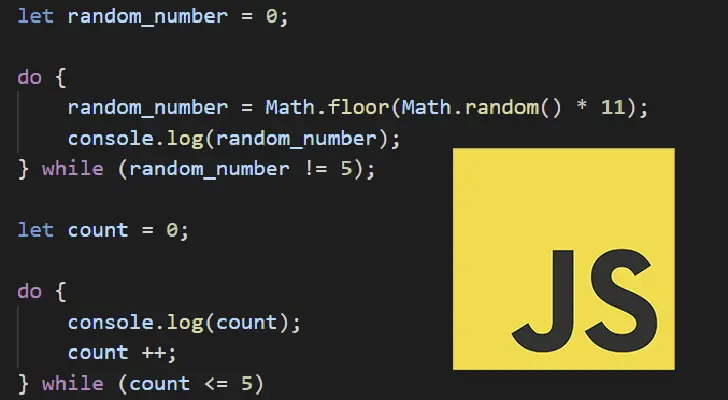 let random_number = 0;
do {
random_number = Math.floor(Math.random() * 11);
console.log(random_number);
} while (random_number != 5);
let count = 0;
do {
console.log(count);
count ++;
} while (count <= 5)
JS